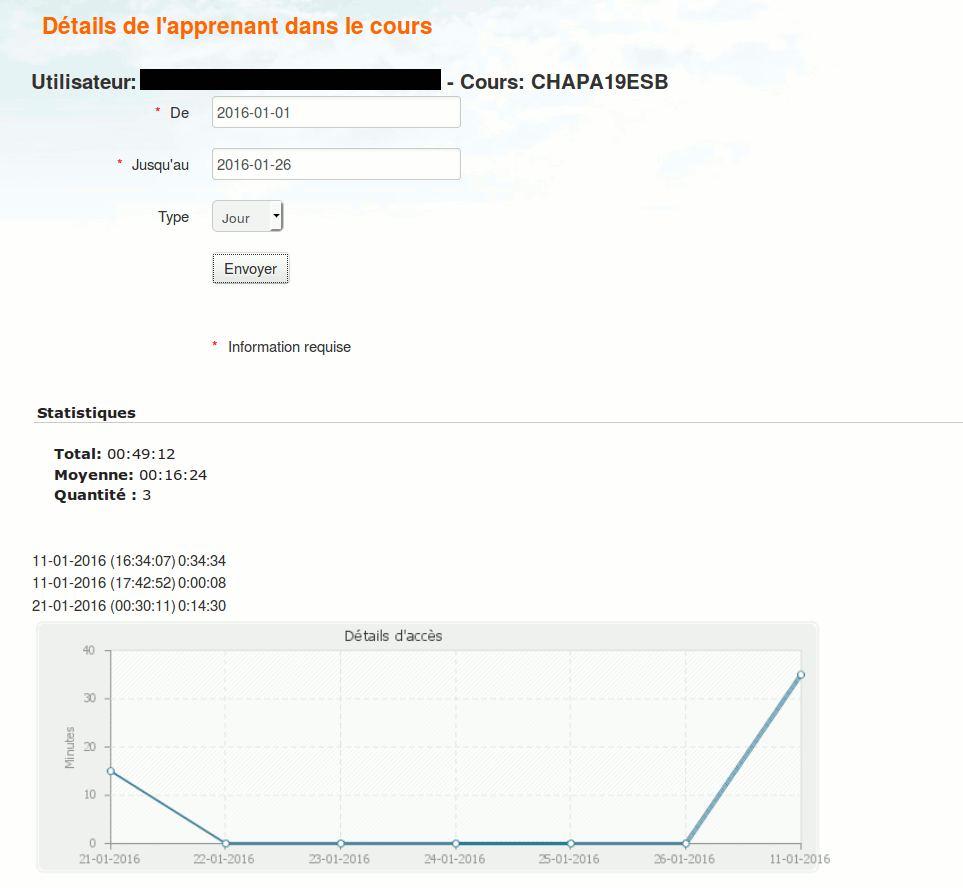 Détails de l'apprenant dans le cours
Utilisateur: - Cours: CHAPA19ESB
* De 2016-01-01
* Jusqu'au 2016-01-26
Type Jour
Envoyer
* Information requise
Statistiques
Total: 00:49:12
Moyenne: 00:16:24
Quantité : 3
11-01-2016 (16:34:07) 0:34:34
11-01-2016 (17:42:52) 0:00:08
21-01-2016 (00:30:11) 0:14:30
Détails d'accès
40
30
20
10
0
Minutes
21-01-2016 22-01-2016 23-01-2016 24-01-2016 25-01-2016 26-01-2016 11-01-2016